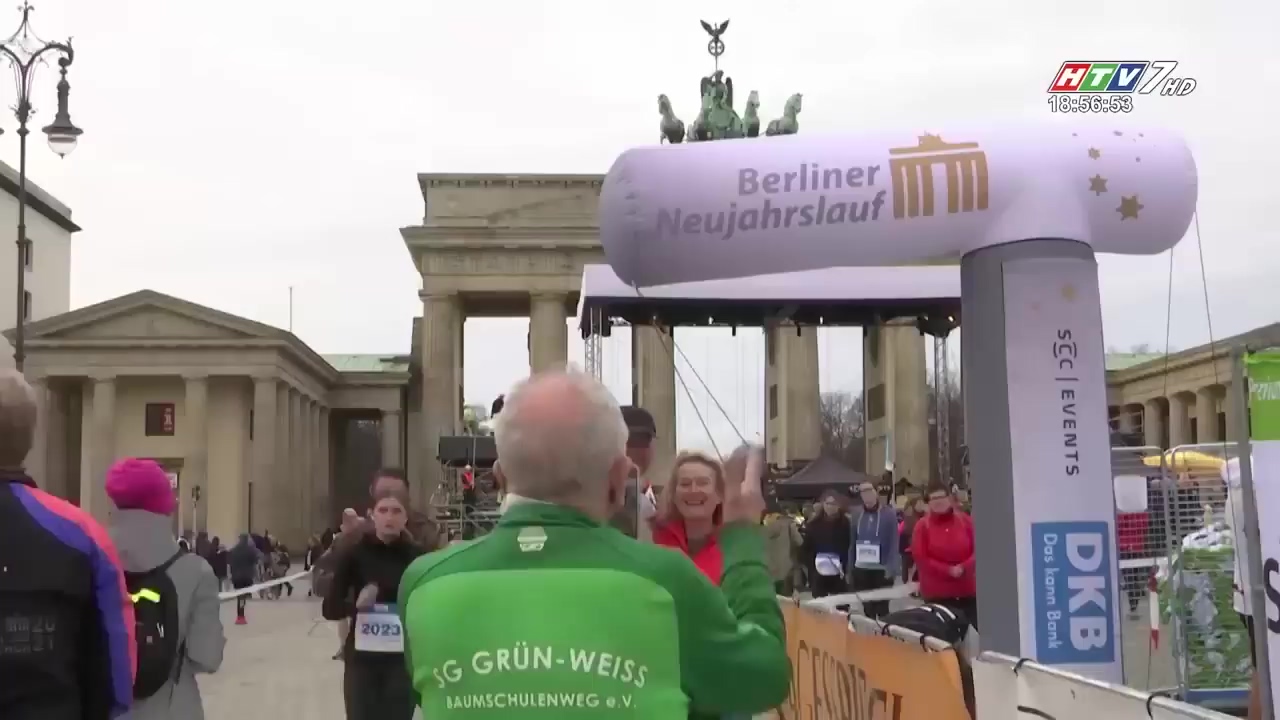 HTV7 HD
18:56:53
Berliner
Neujahrslauf
SCC | EVENTS
DKB
Das kann Bank
2023
SG GRÜN-WEISS
BAUMSCHULENWEG e.V.